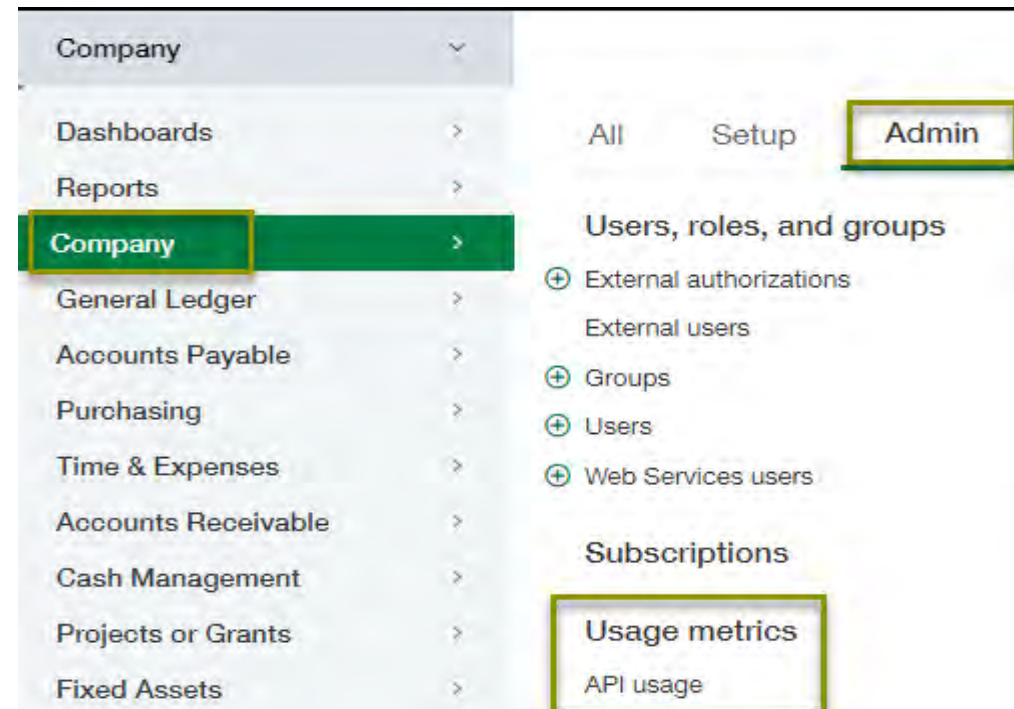 Company
Dashboards
Reports
Company
General Ledger
Accounts Payable
Purchasing
Time & Expenses
Accounts Receivable
Cash Management
Projects or Grants
Fixed Assets
All Setup Admin
Users, roles, and groups
External authorizations
External users
Groups
Users
Web Services users
Subscriptions
Usage metrics
API usage